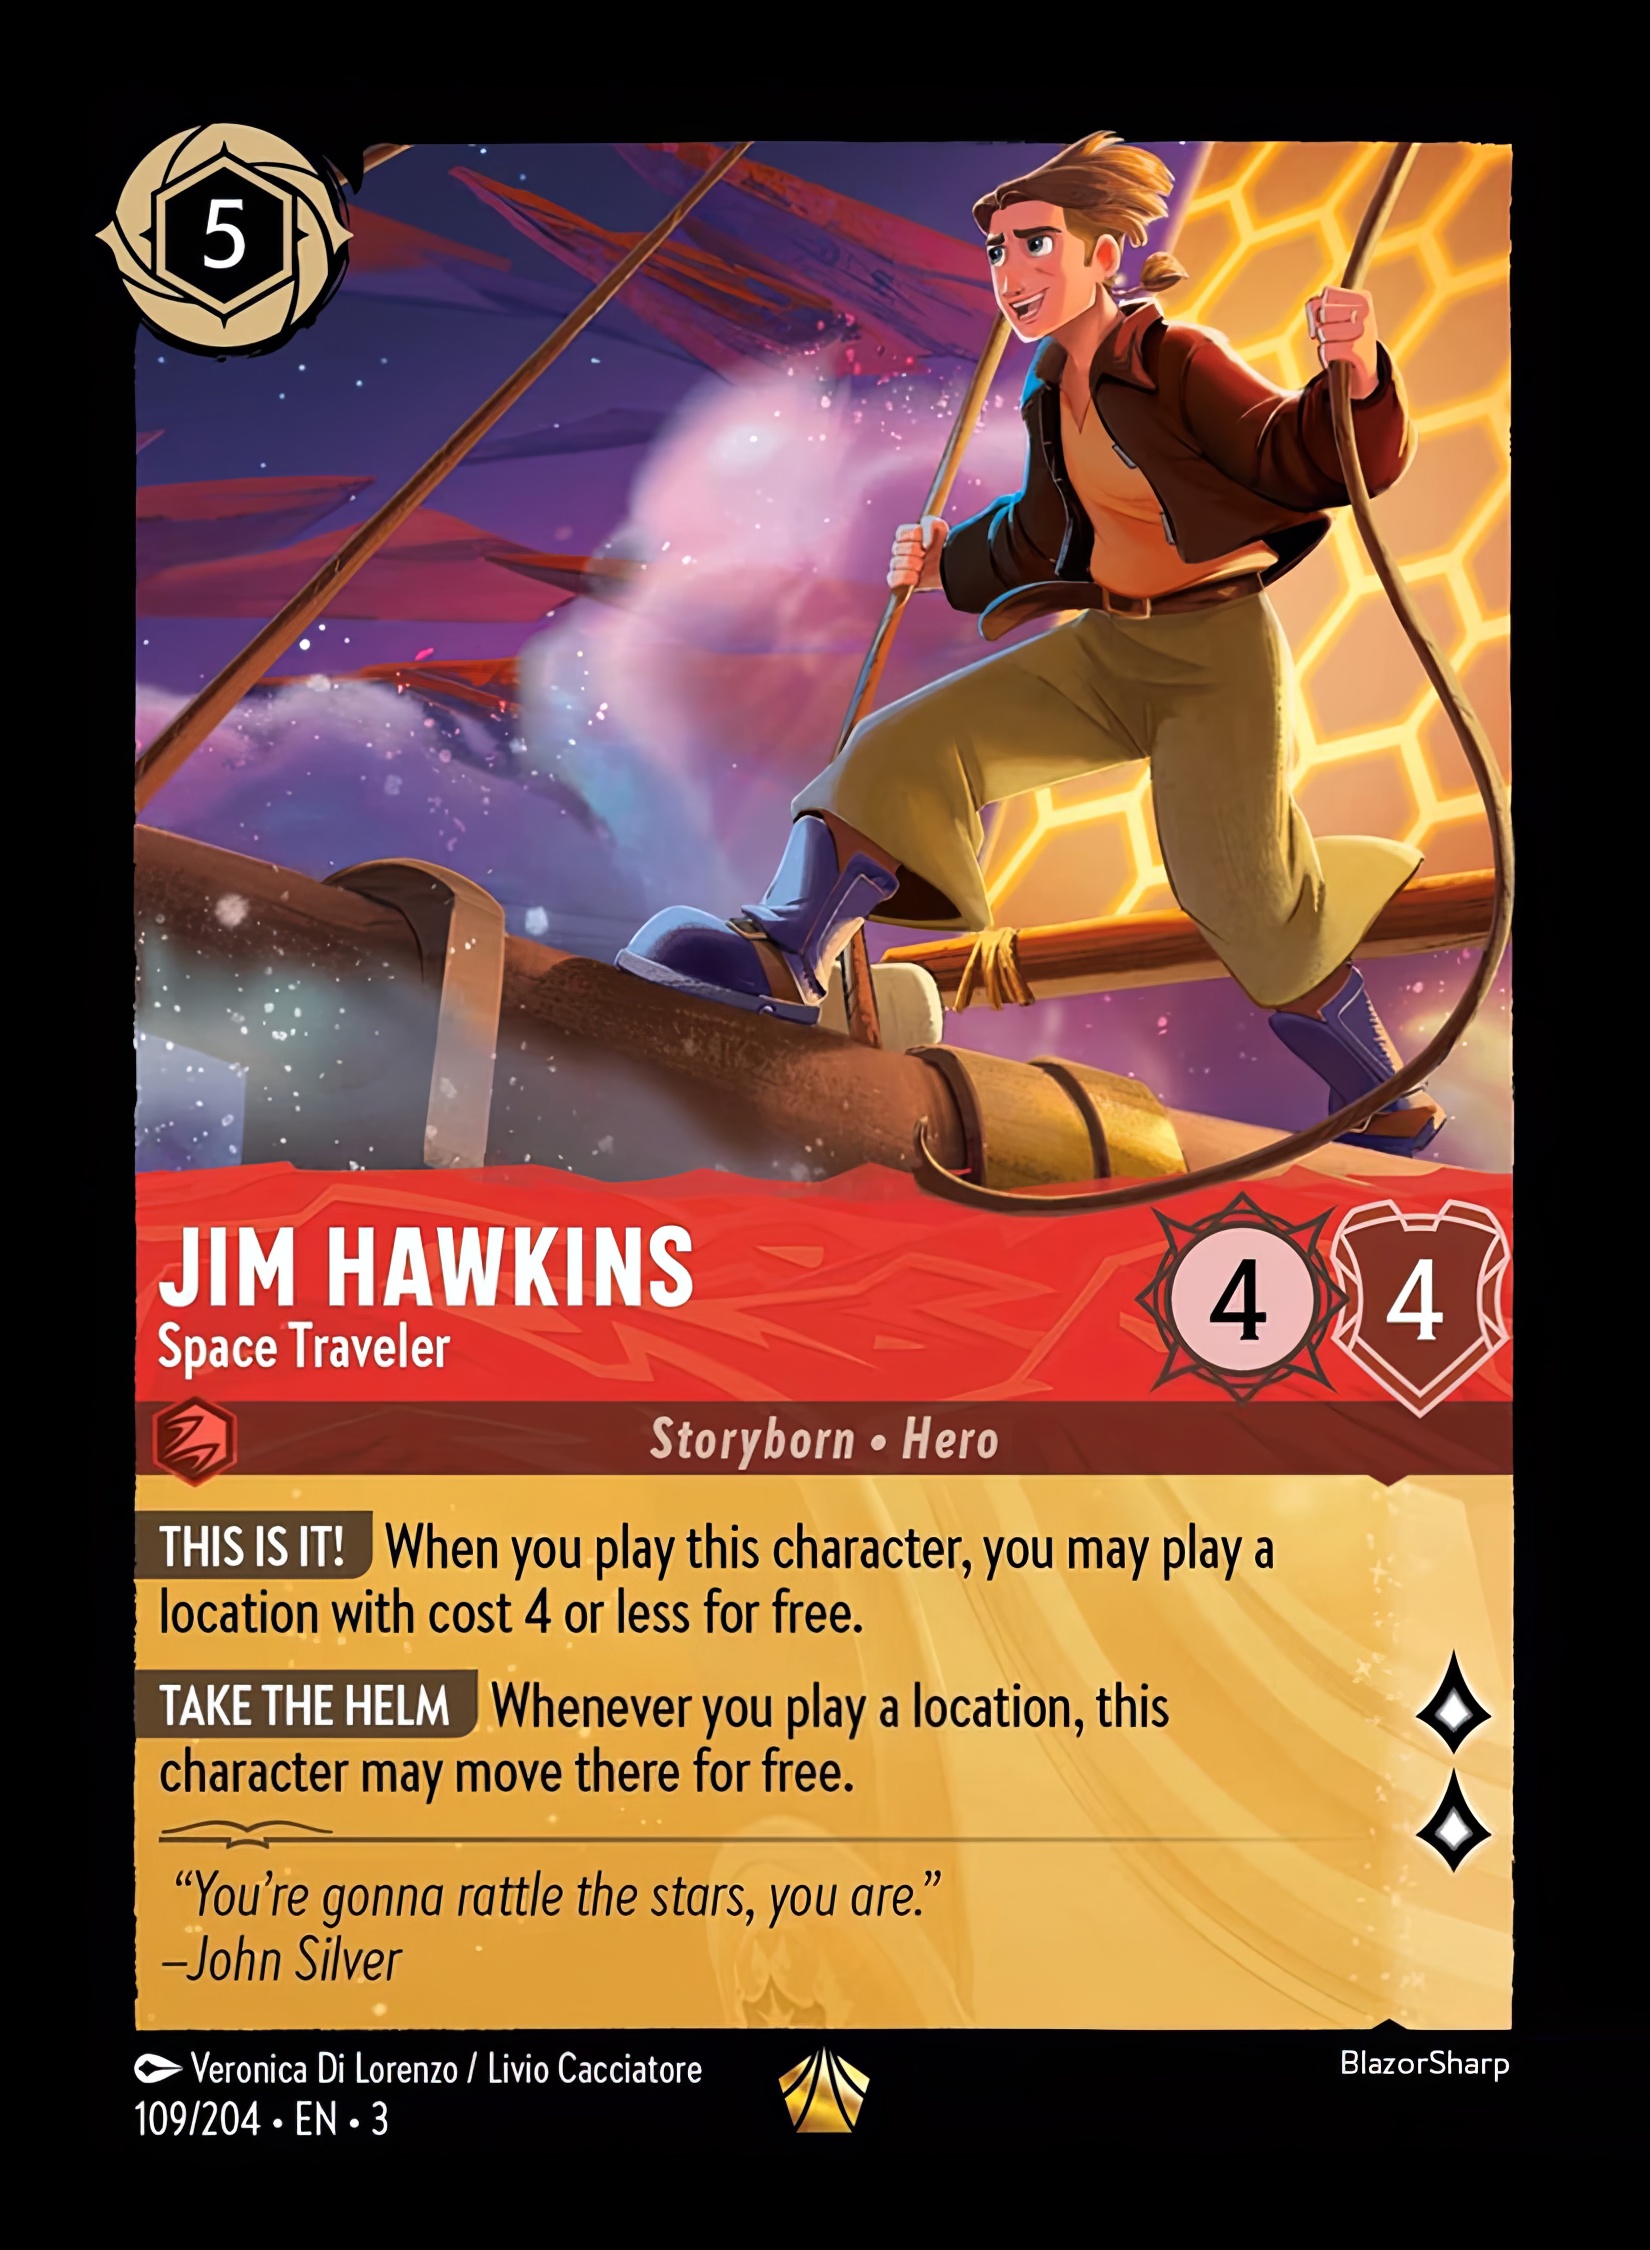 5
JIM HAWKINS
Space Traveler
4
4
Storyborn • Hero
THIS IS IT! When you play this character, you may play a
location with cost 4 or less for free.
TAKE THE HELM Whenever you play a location, this
character may move there for free.
“You’re gonna rattle the stars, you are.”
–John Silver
Veronica Di Lorenzo / Livio Cacciatore
BlazorSharp
109/204 • EN • 3